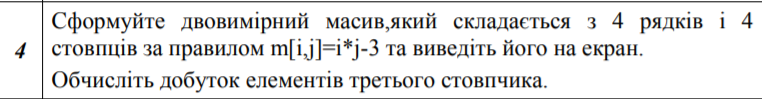 4
Сформуйте двовимірний масив,який складається з 4 рядків і 4
стовпців за правилом m[i,j]=i*j-3 та виведіть його на екран.
Обчисліть добуток елементів третього стовпчика.